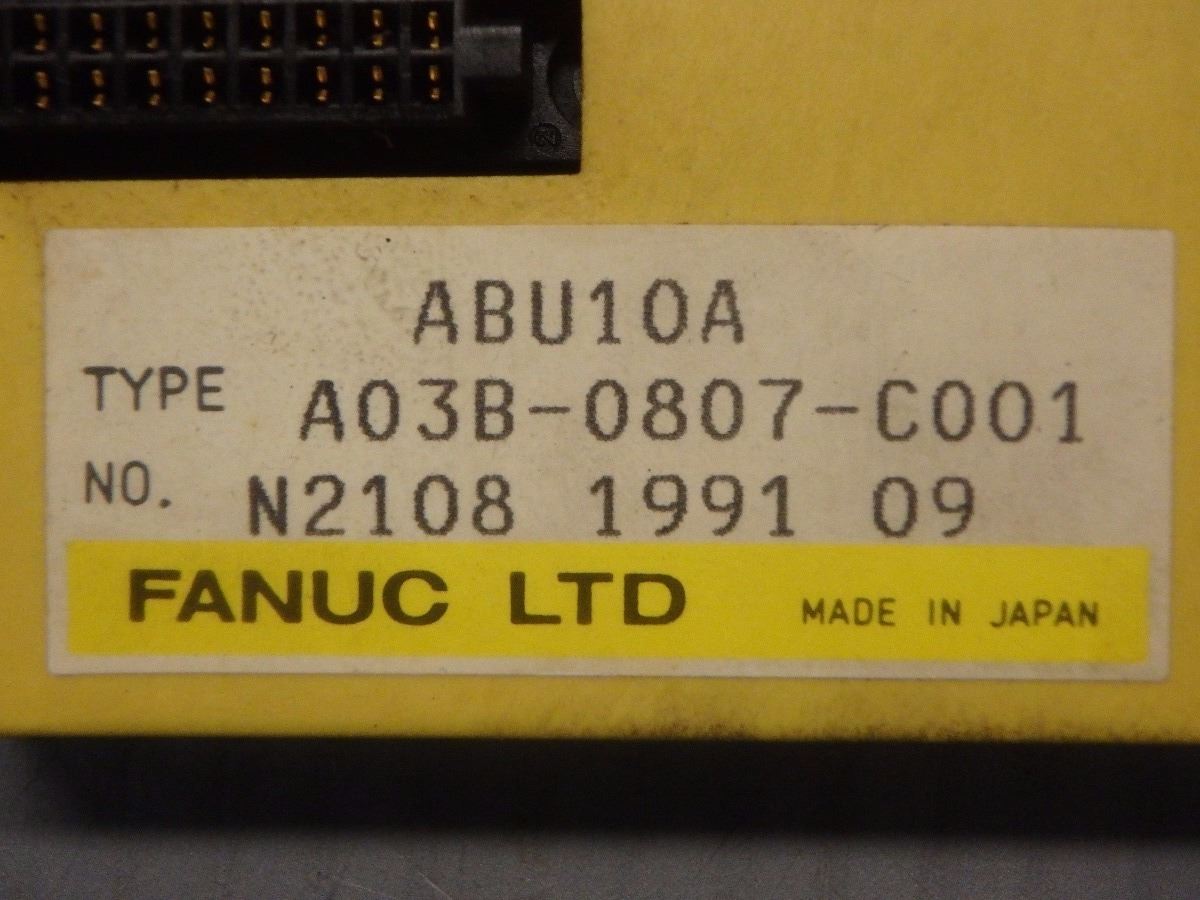 ABU10A
TYPE A03B-0807-C001
NO. N2108 1991 09
FANUC LTD MADE IN JAPAN